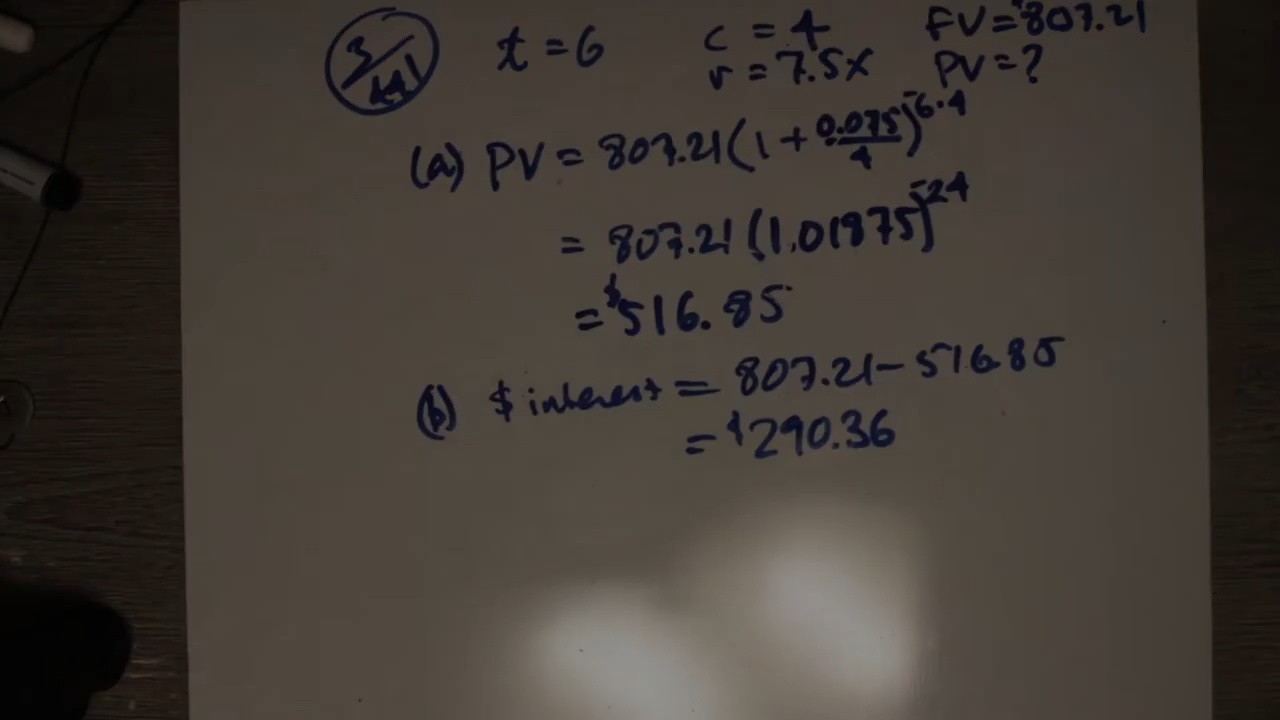 3/441 t = 6 c = 4 FV = $807.21
r = 7.5% PV = ?
(a) PV = 807.21(1 + 0.075/4)^-6·4
= 807.21(1.01875)^-24
= $516.85
(b) $ interest = 807.21 - 516.85
= $290.36